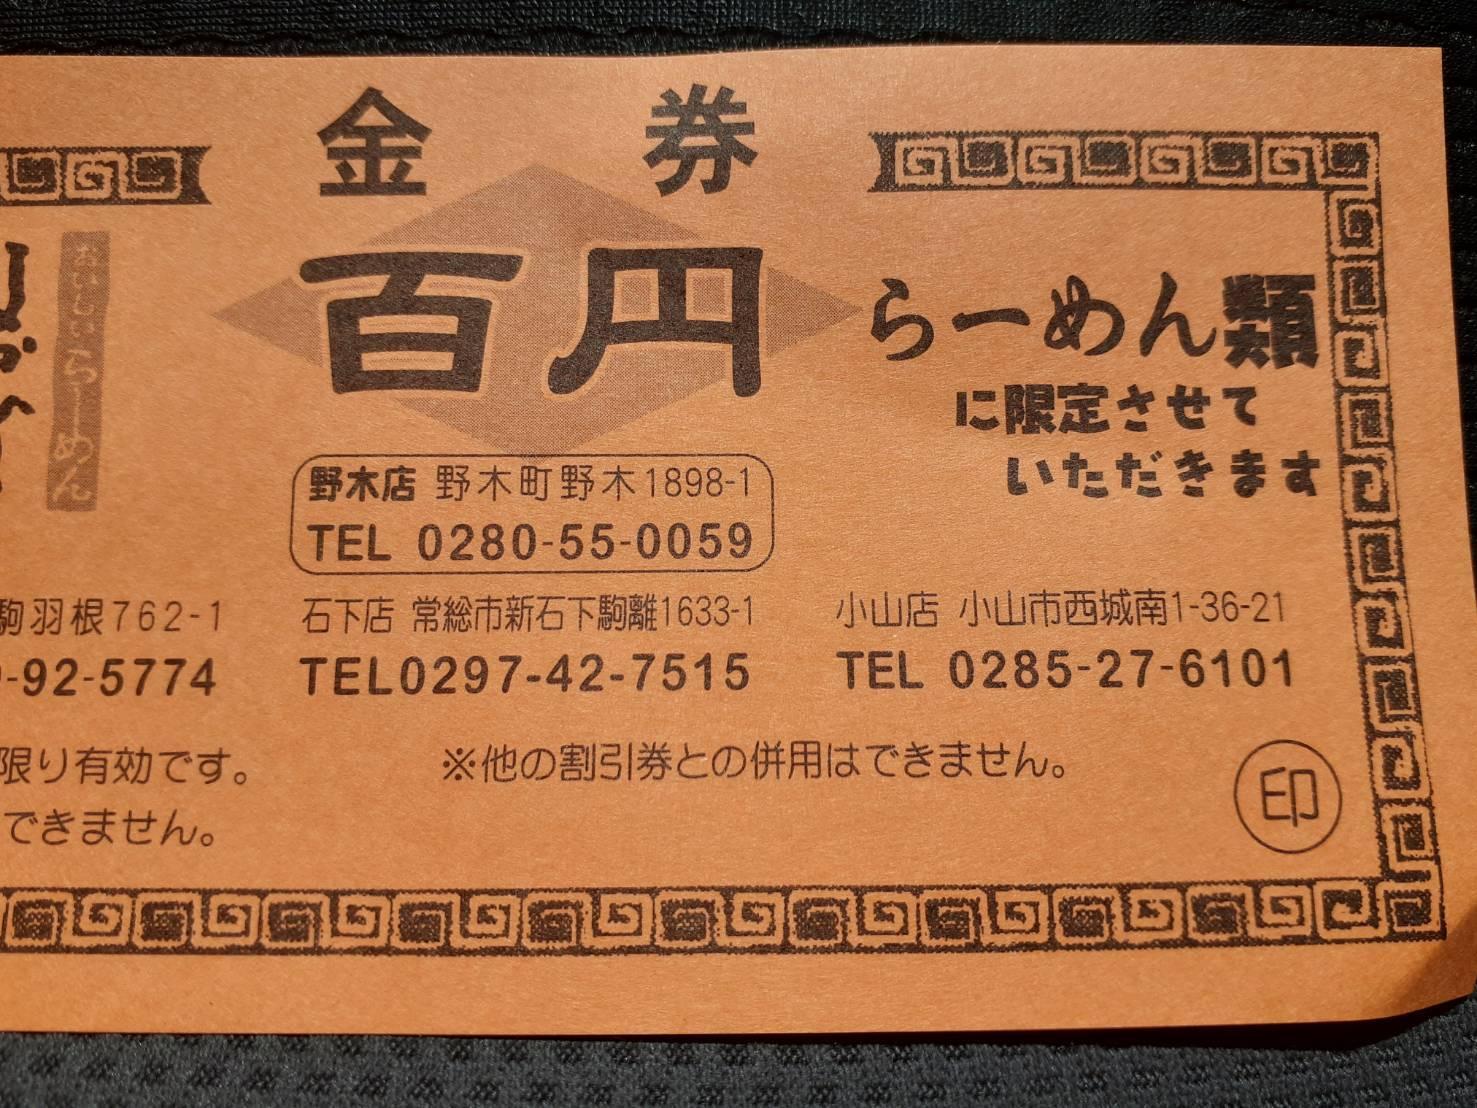 金券
おいしいらーめん
百円
らーめん類
に限定させて
いただきます
野木店 野木町野木1898-1
TEL 0280-55-0059
駒羽根762-1
石下店 常総市新石下駒離1633-1
小山店 小山市西城南1-36-21
-92-5774
TEL0297-42-7515
TEL 0285-27-6101
限り有効です。
※他の割引券との併用はできません。
できません。
印